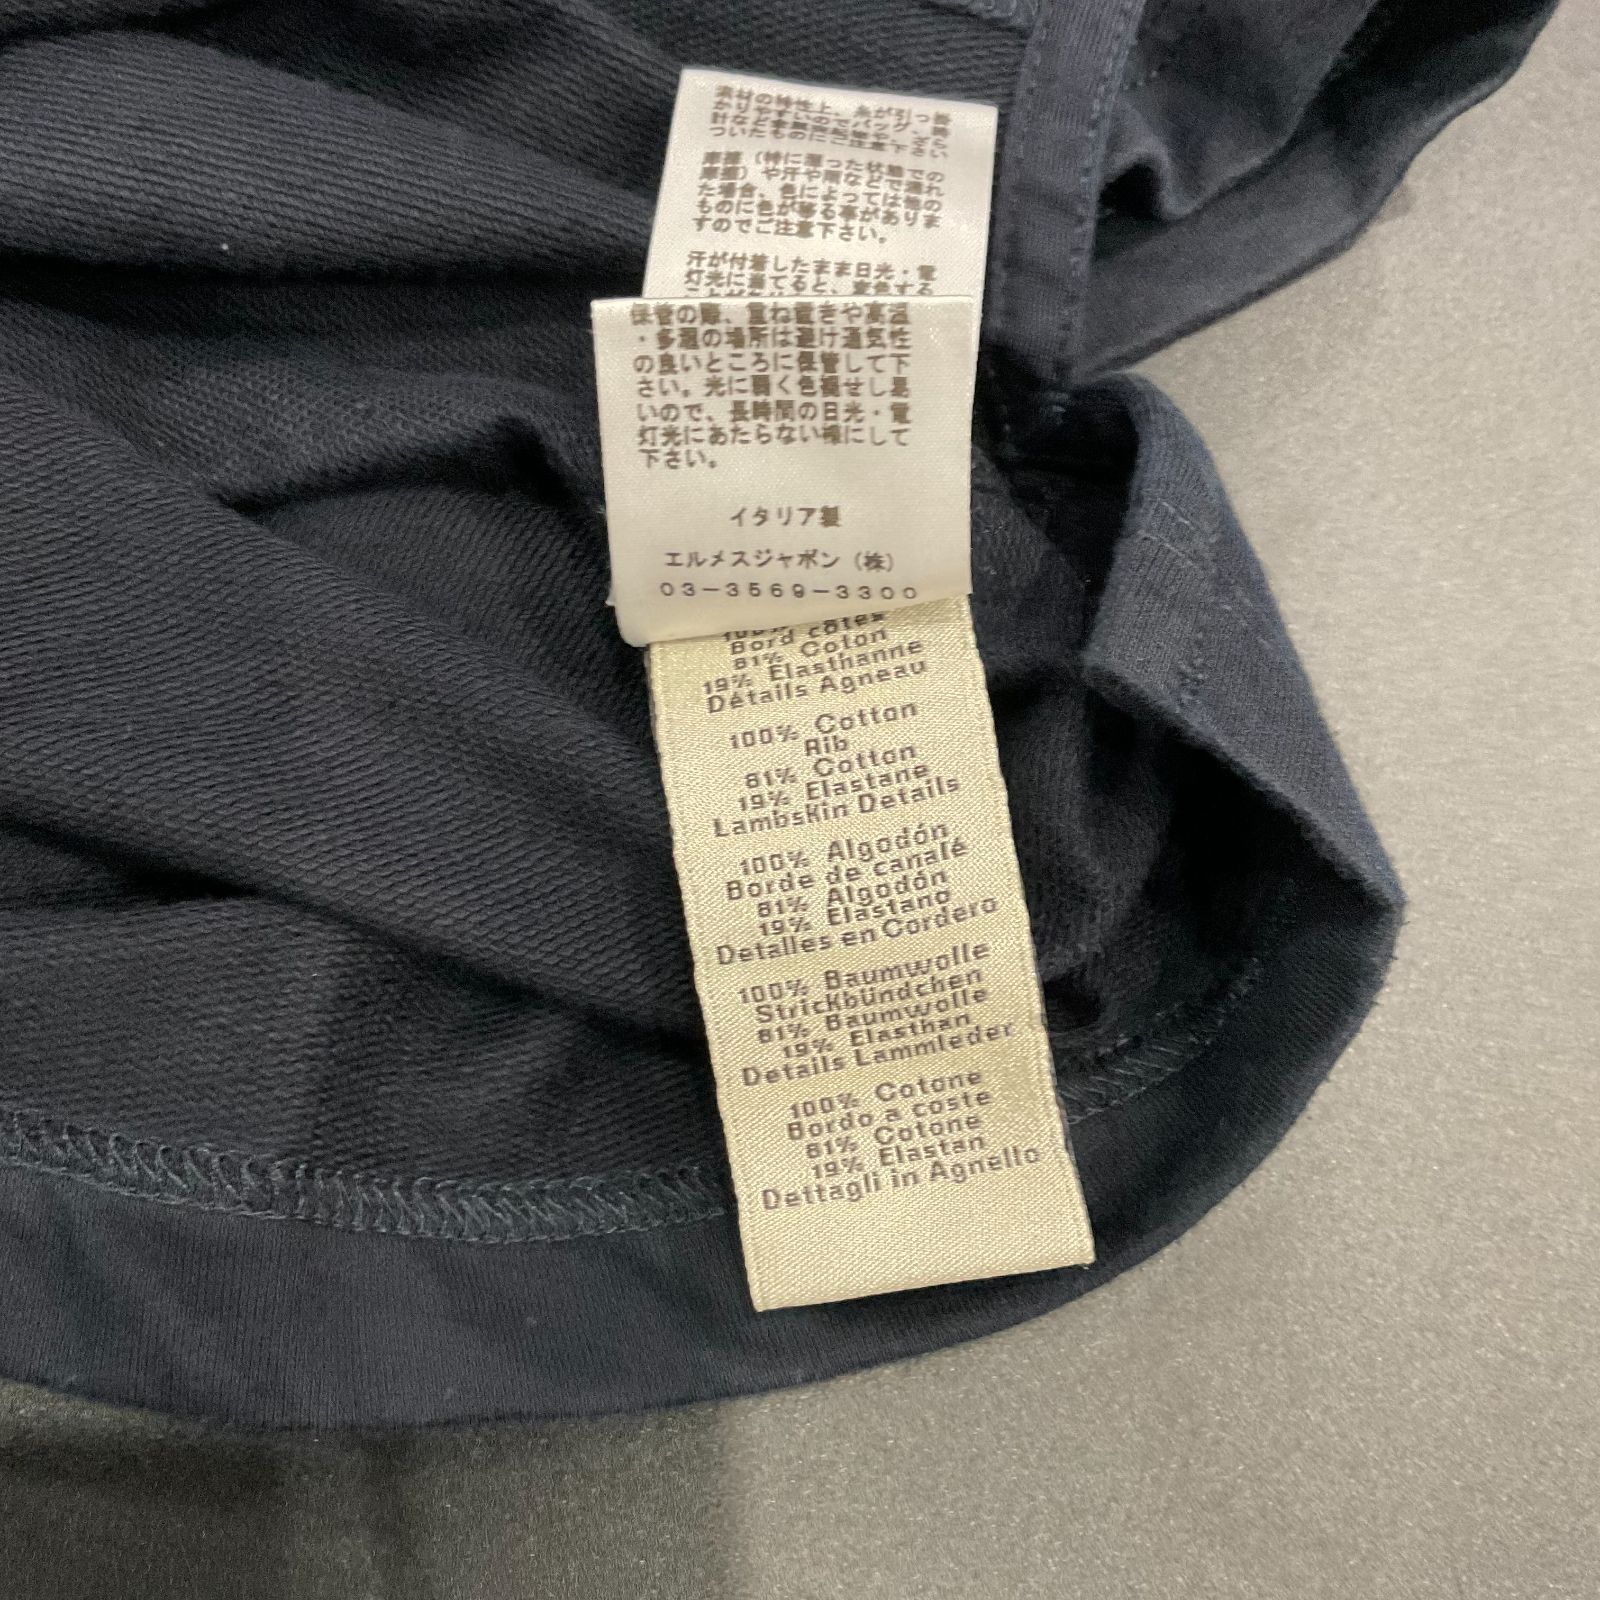 素材の特性上、糸が引っ掛
かりやすいのでバッグ、時
計など金属のざらざら
ついたものにご注意下さい
摩擦（特に湿った状態での
摩擦）や汗や雨などで濡れ
た場合、色によっては他の
ものに色が移る事がありま
すのでご注意下さい。
汗が付着したまま日光・電
灯光に当てると、変色する
保管の際、重ね置きや高温
・多湿の場所は避け通気性
の良いところに保管して下
さい。光に弱く色褪せし易
いので、長時間の日光・電
灯光にあたらない様にして
下さい。
イタリア製
エルメスジャポン（株）
03-3569-3300
Bord côtes
81% Coton
19% Elasthanne
Détails Agneau
100% Cotton
Rib
81% Cotton
19% Elastane
Lambskin Details
100% Algodón
Borde de canalé
81% Algodón
19% Elastano
Detalles en Cordero
100% Baumwolle
Strickbündchen
81% Baumwolle
19% Elasthan
Details Lammleder
100% Cotone
Bordo a coste
81% Cotone
19% Elastan
Dettagli in Agnello